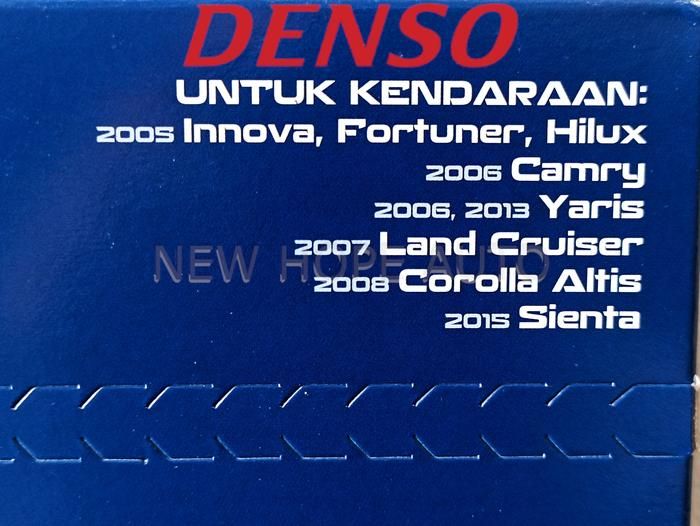 DENSO
UNTUK KENDARAAN:
2005 Innova, Fortuner, Hilux
2006 Camry
2006, 2013 Yaris
2007 Land Cruiser
NEW HOPE AUTO
2008 Corolla Altis
2015 Sienta